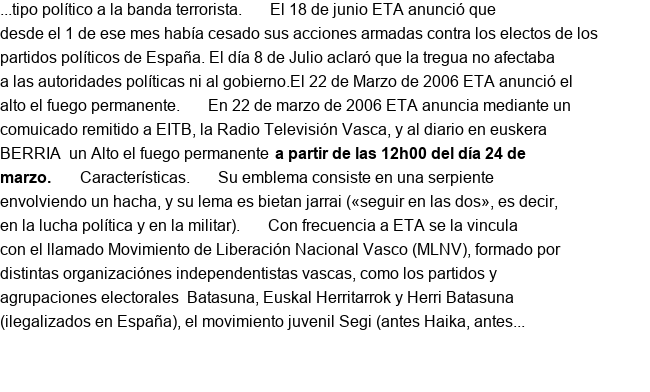 ...tipo político a la banda terrorista. El 18 de junio ETA anunció que
desde el 1 de ese mes había cesado sus acciones armadas contra los electos de los
partidos políticos de España. El día 8 de Julio aclaró que la tregua no afectaba
a las autoridades políticas ni al gobierno.El 22 de Marzo de 2006 ETA anunció el
alto el fuego permanente. En 22 de marzo de 2006 ETA anuncia mediante un
comuicado remitido a EITB, la Radio Televisión Vasca, y al diario en euskera
BERRIA un Alto el fuego permanente a partir de las 12h00 del día 24 de
marzo. Características. Su emblema consiste en una serpiente
envolviendo un hacha, y su lema es bietan jarrai («seguir en las dos», es decir,
en la lucha política y en la militar). Con frecuencia a ETA se la vincula
con el llamado Movimiento de Liberación Nacional Vasco (MLNV), formado por
distintas organizaciónes independentistas vascas, como los partidos y
agrupaciones electorales Batasuna, Euskal Herritarrok y Herri Batasuna
(ilegalizados en España), el movimiento juvenil Segi (antes Haika, antes...